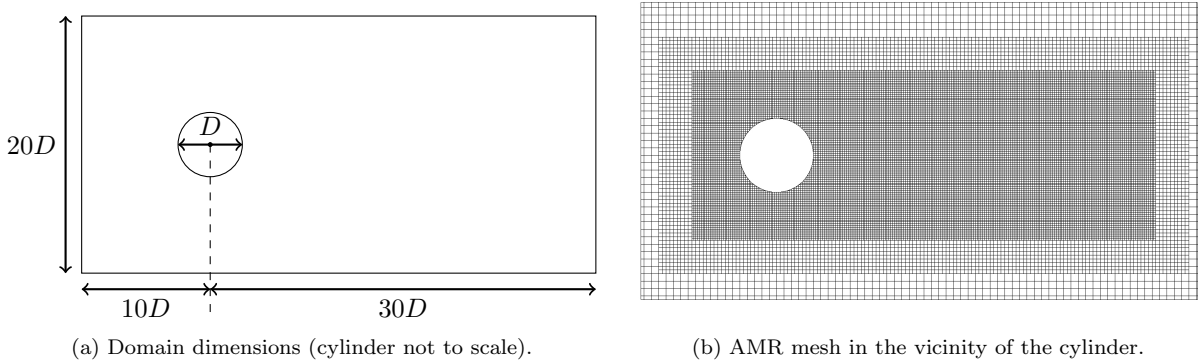 D
20D
10D
30D
(a) Domain dimensions (cylinder not to scale).
(b) AMR mesh in the vicinity of the cylinder.